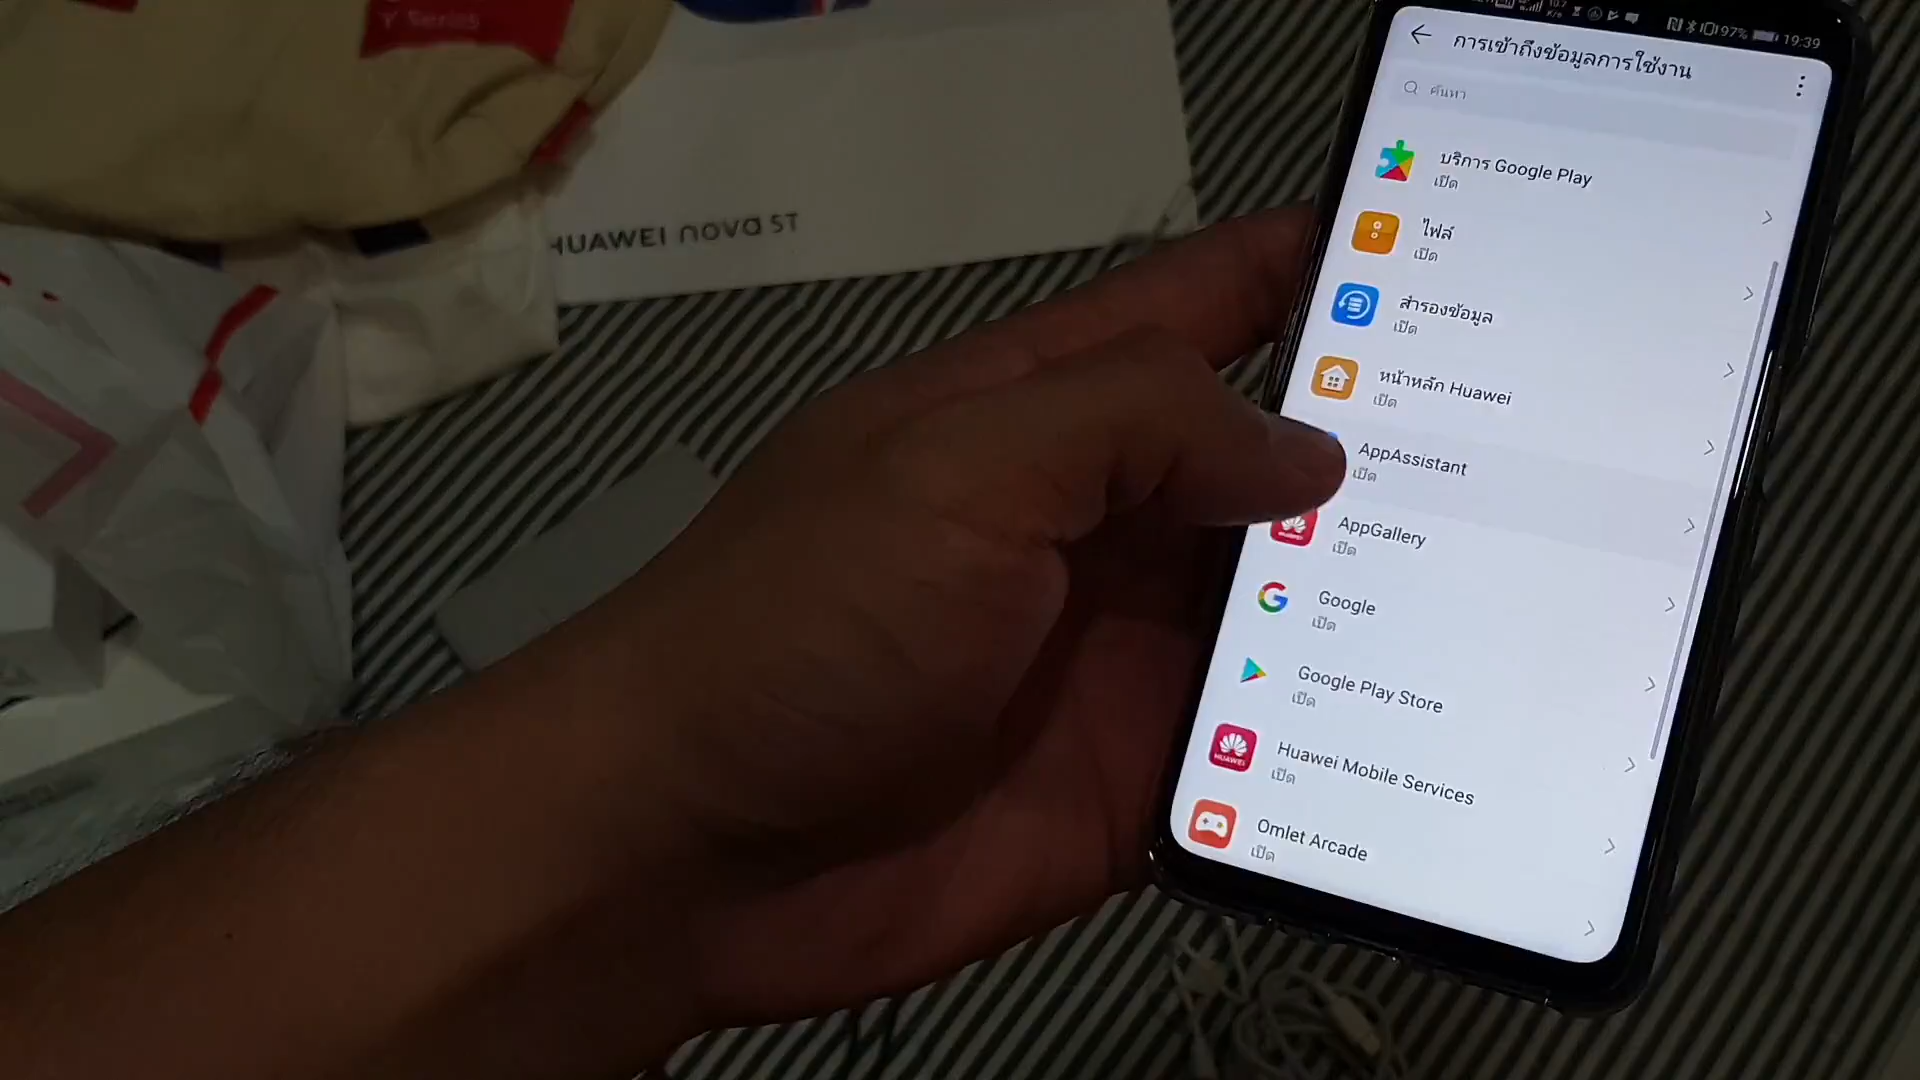 Y Series
HUAWEI nova 5T
97% 19:39
การเข้าถึงข้อมูลการใช้งาน
ค้นหา
บริการ Google Play
เปิด
ไฟล์
เปิด
สำรองข้อมูล
เปิด
หน้าหลัก Huawei
เปิด
AppAssistant
เปิด
AppGallery
เปิด
Google
เปิด
Google Play Store
เปิด
HUAWEI
Huawei Mobile Services
เปิด
Omlet Arcade
เปิด